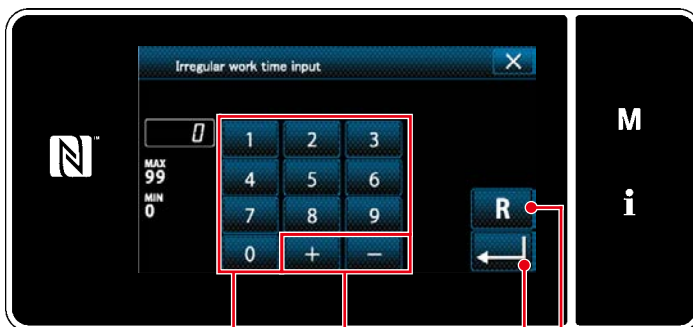 Irregular work time input
×
0
1 2 3
MAX
99
4 5 6
MIN
0
7 8 9
R
0 + −
N™
M
i